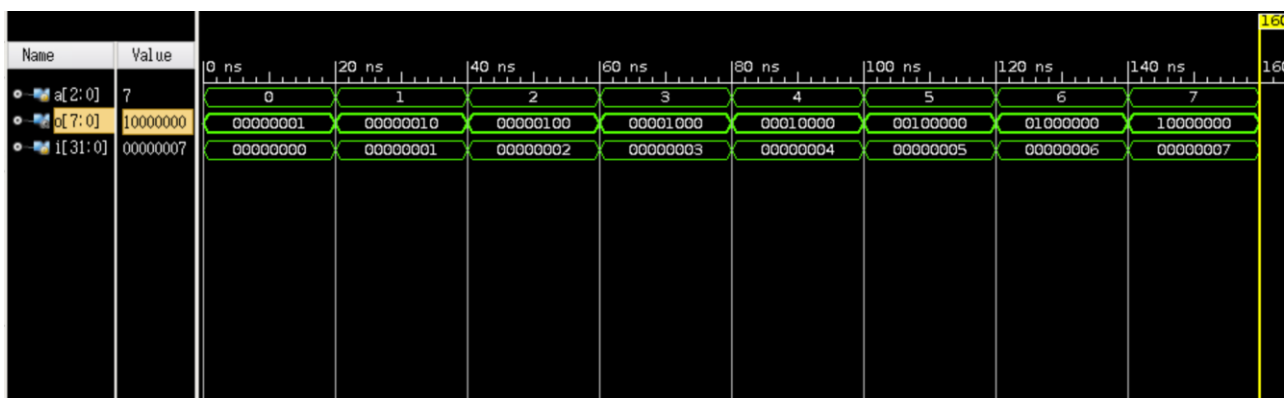 160
Name Value 0 ns 20 ns 40 ns 60 ns 80 ns 100 ns 120 ns 140 ns 160
a[2:0] 7 0 1 2 3 4 5 6 7
o[7:0] 10000000 00000001 00000010 00000100 00001000 00010000 00100000 01000000 10000000
i[31:0] 00000007 00000000 00000001 00000002 00000003 00000004 00000005 00000006 00000007